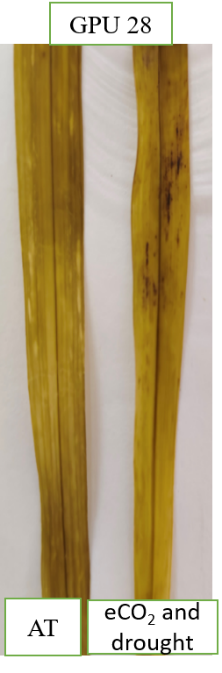 GPU 28
AT
eCO₂ and
drought